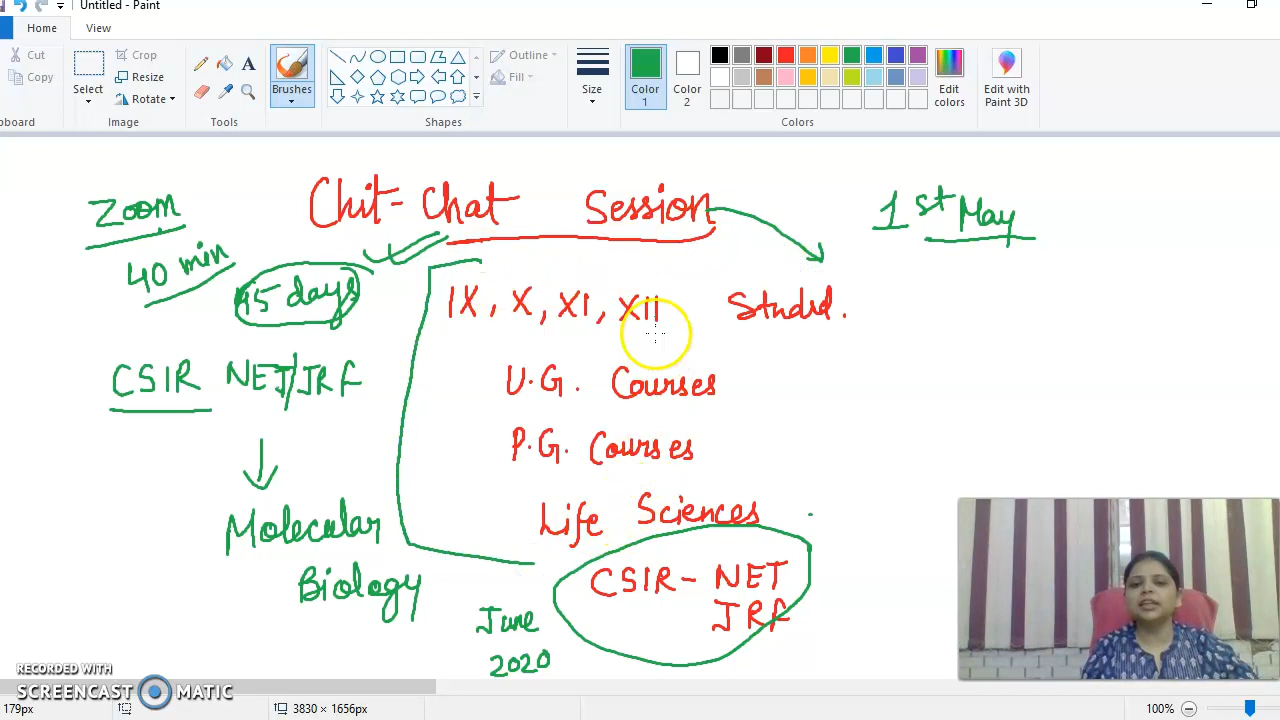 Untitled - Paint
Home View
Cut
Copy
Select
Crop
Resize
Rotate
Brushes
Outline
Fill
Size
Color 1
Color 2
Edit colors
Edit with Paint 3D
pboard Image Tools Shapes Colors
Zoom Chit-Chat Session 1st May
40 min
45 days
IX, X, XI, XII Studrd.
CSIR NET/JRF
U.G. Courses
P.G. Courses
Molecular Biology
Life Sciences
CSIR - NET
JRF
June 2020
RECORDED WITH
SCREENCAST MATIC
179px 3830 × 1656px 100%